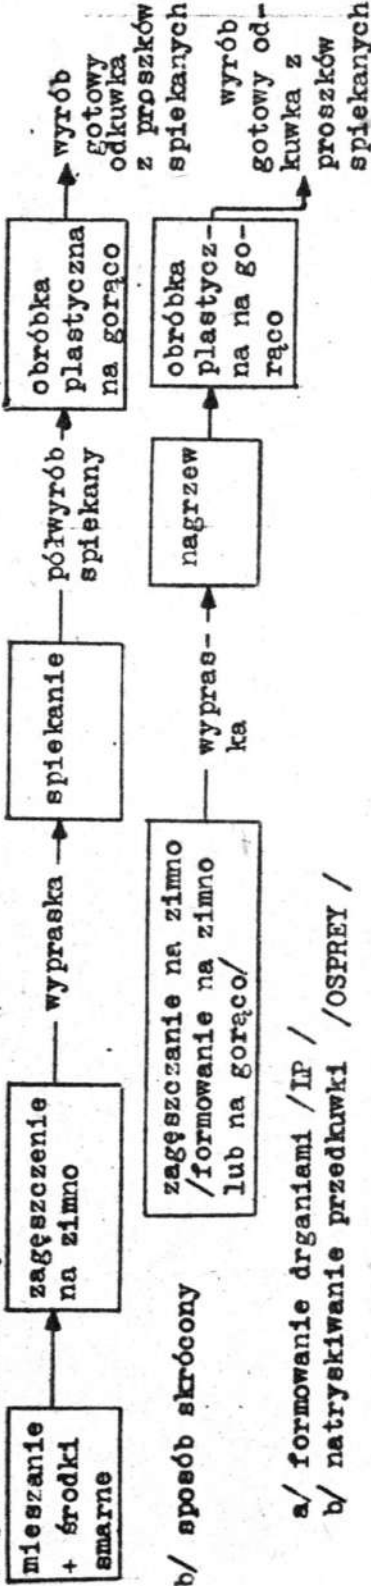 mieszanie
+ środki
smarne
zagęszczenie
na zimno
wypraska
spiekanie
półwyrób
spiekany
obróbka
plastyczna
na gorąco
wyrób
gotowy
odkuwka
z proszków
spiekanych
b/ sposób skrócony
zagęszczanie na zimno
/formowanie na zimno
lub na gorąco/
wypras-
ka
nagrzew
obróbka
plastycz-
na na go-
rąco
wyrób
gotowy od-
kuwka z
proszków
spiekanych
a/ formowanie drganiami /IP /
b/ natryskiwanie przedkuwki /OSPREY /